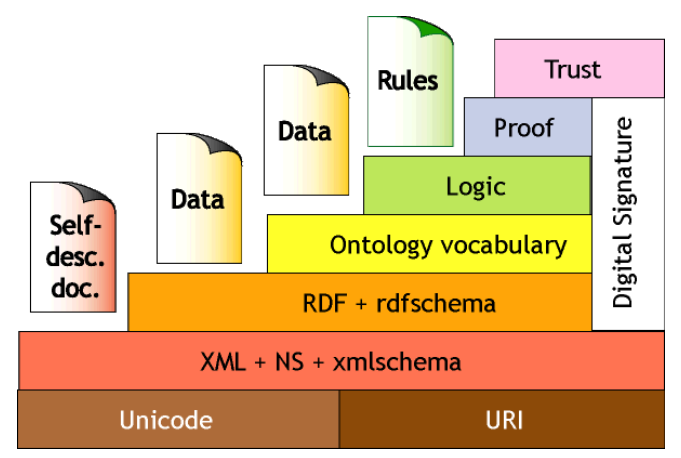 Rules
Trust
Data
Proof
Data
Logic
Self-
desc.
doc.
Ontology vocabulary
Digital Signature
RDF + rdfschema
XML + NS + xmlschema
Unicode
URI